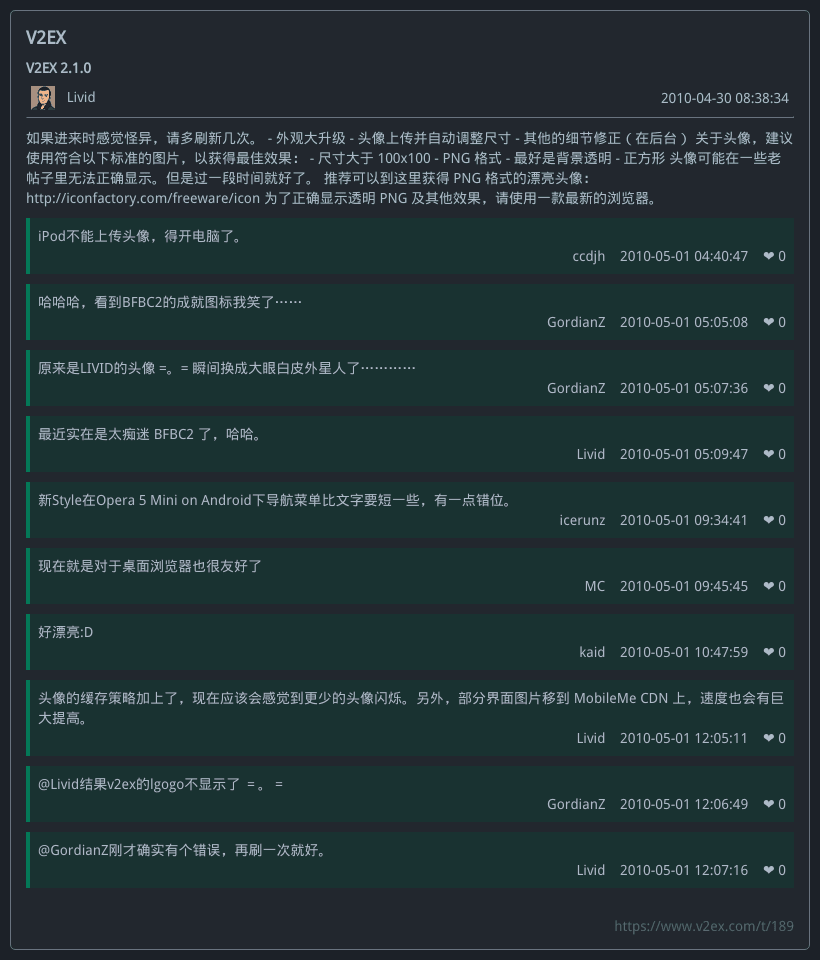 V2EX
V2EX 2.1.0
Livid 2010-04-30 08:38:34
如果进来时感觉怪异，请多刷新几次。 - 外观大升级 - 头像上传并自动调整尺寸 - 其他的细节修正（在后台） 关于头像，建议
使用符合以下标准的图片，以获得最佳效果： - 尺寸大于 100x100 - PNG 格式 - 最好是背景透明 - 正方形 头像可能在一些老
帖子里无法正确显示。但是过一段时间就好了。 推荐可以到这里获得 PNG 格式的漂亮头像：
http://iconfactory.com/freeware/icon 为了正确显示透明 PNG 及其他效果，请使用一款最新的浏览器。
iPod不能上传头像，得开电脑了。
ccdjh 2010-05-01 04:40:47 ❤ 0
哈哈哈，看到BFBC2的成就图标我笑了……
GordianZ 2010-05-01 05:05:08 ❤ 0
原来是LIVID的头像 =。= 瞬间换成大眼白皮外星人了…………
GordianZ 2010-05-01 05:07:36 ❤ 0
最近实在是太痴迷 BFBC2 了，哈哈。
Livid 2010-05-01 05:09:47 ❤ 0
新Style在Opera 5 Mini on Android下导航菜单比文字要短一些，有一点错位。
icerunz 2010-05-01 09:34:41 ❤ 0
现在就是对于桌面浏览器也很友好了
MC 2010-05-01 09:45:45 ❤ 0
好漂亮:D
kaid 2010-05-01 10:47:59 ❤ 0
头像的缓存策略加上了，现在应该会感觉到更少的头像闪烁。另外，部分界面图片移到 MobileMe CDN 上，速度也会有巨
大提高。
Livid 2010-05-01 12:05:11 ❤ 0
@Livid结果v2ex的lgogo不显示了 ＝。＝
GordianZ 2010-05-01 12:06:49 ❤ 0
@GordianZ刚才确实有个错误，再刷一次就好。
Livid 2010-05-01 12:07:16 ❤ 0
https://www.v2ex.com/t/189